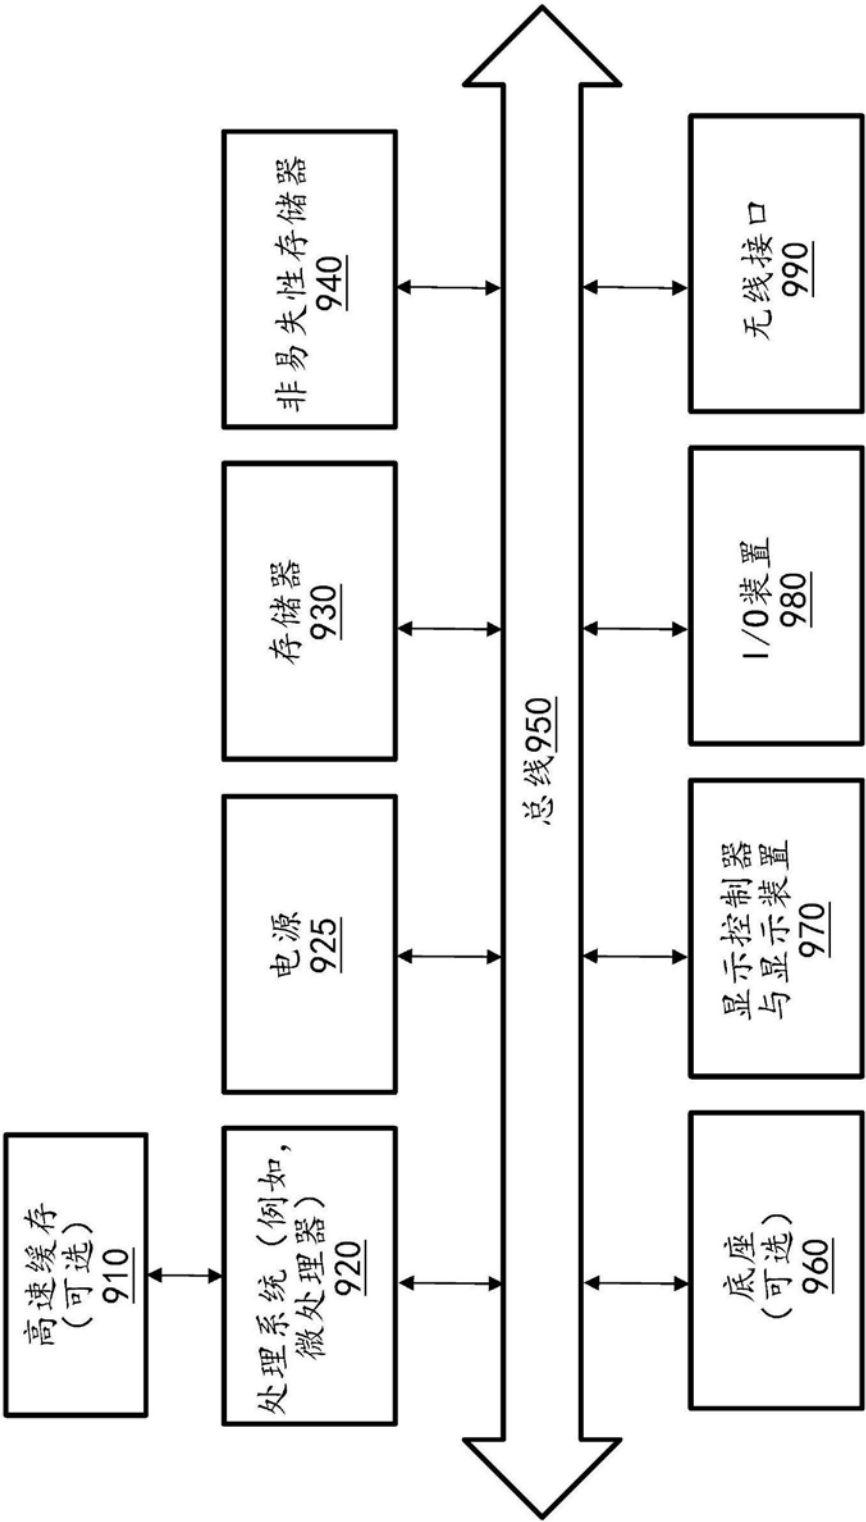 高速缓存
(可选)
910
处理系统 (例如,
微处理器)
920
电源
925
存储器
930
非易失性存储器
940
总线950
底座
(可选)
960
显示控制器
与显示装置
970
I/O装置
980
无线接口
990